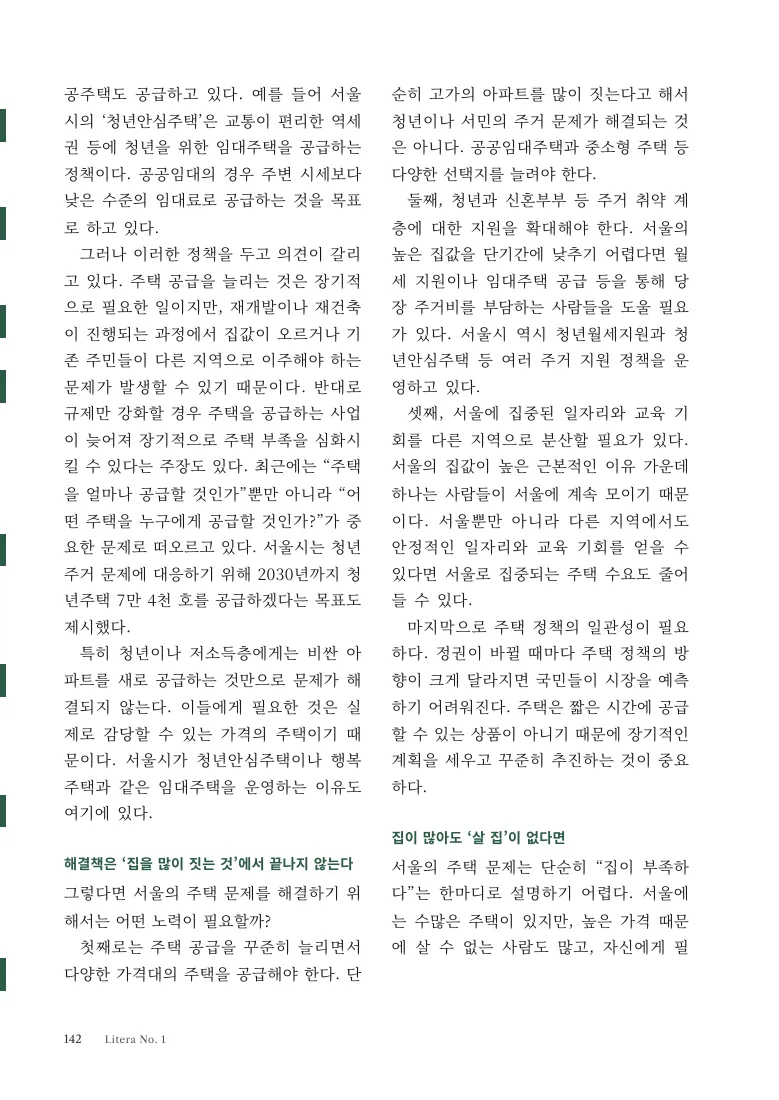 공주택도 공급하고 있다. 예를 들어 서울
시의 ‘청년안심주택’은 교통이 편리한 역세
권 등에 청년을 위한 임대주택을 공급하는
정책이다. 공공임대의 경우 주변 시세보다
낮은 수준의 임대료로 공급하는 것을 목표
로 하고 있다.
그러나 이러한 정책을 두고 의견이 갈리
고 있다. 주택 공급을 늘리는 것은 장기적
으로 필요한 일이지만, 재개발이나 재건축
이 진행되는 과정에서 집값이 오르거나 기
존 주민들이 다른 지역으로 이주해야 하는
문제가 발생할 수 있기 때문이다. 반대로
규제만 강화할 경우 주택을 공급하는 사업
이 늦어져 장기적으로 주택 부족을 심화시
킬 수 있다는 주장도 있다. 최근에는 “주택
을 얼마나 공급할 것인가”뿐만 아니라 “어
떤 주택을 누구에게 공급할 것인가?”가 중
요한 문제로 떠오르고 있다. 서울시는 청년
주거 문제에 대응하기 위해 2030년까지 청
년주택 7만 4천 호를 공급하겠다는 목표도
제시했다.
특히 청년이나 저소득층에게는 비싼 아
파트를 새로 공급하는 것만으로 문제가 해
결되지 않는다. 이들에게 필요한 것은 실
제로 감당할 수 있는 가격의 주택이기 때
문이다. 서울시가 청년안심주택이나 행복
주택과 같은 임대주택을 운영하는 이유도
여기에 있다.
해결책은 ‘집을 많이 짓는 것’에서 끝나지 않는다
그렇다면 서울의 주택 문제를 해결하기 위
해서는 어떤 노력이 필요할까?
첫째로는 주택 공급을 꾸준히 늘리면서
다양한 가격대의 주택을 공급해야 한다. 단
순히 고가의 아파트를 많이 짓는다고 해서
청년이나 서민의 주거 문제가 해결되는 것
은 아니다. 공공임대주택과 중소형 주택 등
다양한 선택지를 늘려야 한다.
둘째, 청년과 신혼부부 등 주거 취약 계
층에 대한 지원을 확대해야 한다. 서울의
높은 집값을 단기간에 낮추기 어렵다면 월
세 지원이나 임대주택 공급 등을 통해 당
장 주거비를 부담하는 사람들을 도울 필요
가 있다. 서울시 역시 청년월세지원과 청
년안심주택 등 여러 주거 지원 정책을 운
영하고 있다.
셋째, 서울에 집중된 일자리와 교육 기
회를 다른 지역으로 분산할 필요가 있다.
서울의 집값이 높은 근본적인 이유 가운데
하나는 사람들이 서울에 계속 모이기 때문
이다. 서울뿐만 아니라 다른 지역에서도
안정적인 일자리와 교육 기회를 얻을 수
있다면 서울로 집중되는 주택 수요도 줄어
들 수 있다.
마지막으로 주택 정책의 일관성이 필요
하다. 정권이 바뀔 때마다 주택 정책의 방
향이 크게 달라지면 국민들이 시장을 예측
하기 어려워진다. 주택은 짧은 시간에 공급
할 수 있는 상품이 아니기 때문에 장기적인
계획을 세우고 꾸준히 추진하는 것이 중요
하다.
집이 많아도 ‘살 집’이 없다면
서울의 주택 문제는 단순히 “집이 부족하
다”는 한마디로 설명하기 어렵다. 서울에
는 수많은 주택이 있지만, 높은 가격 때문
에 살 수 없는 사람도 많고, 자신에게 필
142 Litera No. 1